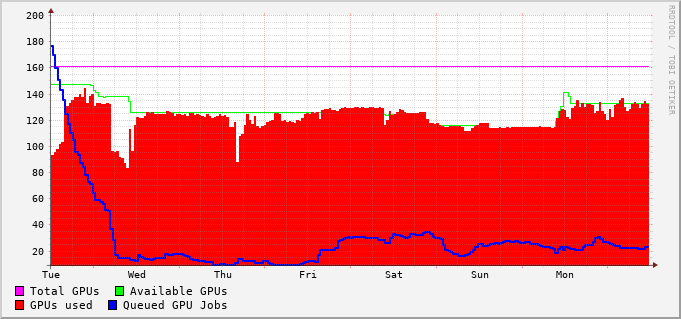 200
180
160
140
120
100
80
60
40
20
Tue Wed Thu Fri Sat Sun Mon
RRDTOOL / TOBI OETIKER
Total GPUs Available GPUs
GPUs used Queued GPU Jobs